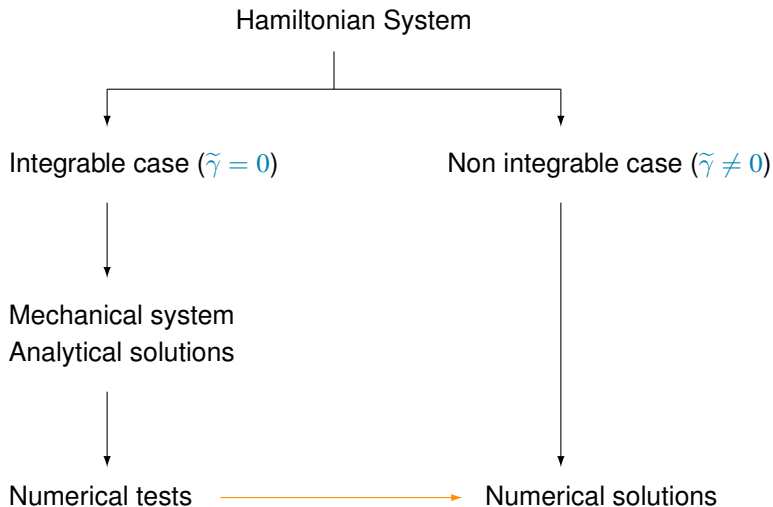 Hamiltonian System
Integrable case (γ̃ = 0)
Non integrable case (γ̃ ≠ 0)
Mechanical system
Analytical solutions
Numerical tests
Numerical solutions